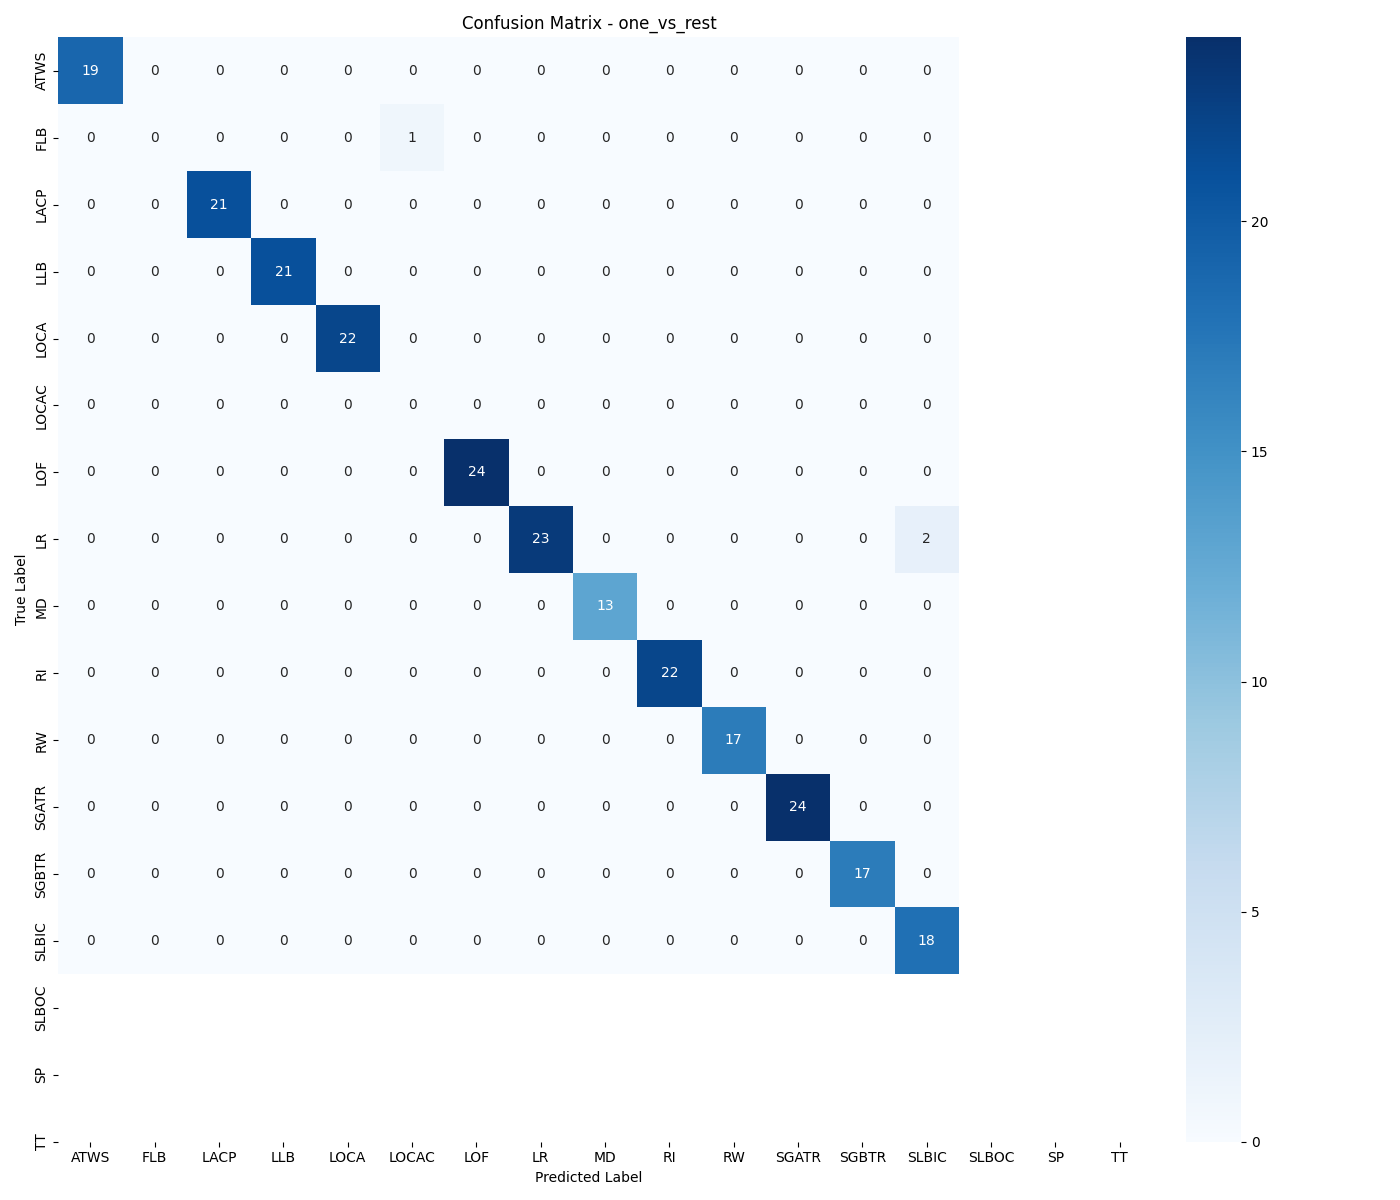 Confusion Matrix - one_vs_rest
ATWS 19 0 0 0 0 0 0 0 0 0 0 0 0 0
FLB 0 0 0 0 0 1 0 0 0 0 0 0 0 0
LACP 0 0 21 0 0 0 0 0 0 0 0 0 0 0
LLB 0 0 0 21 0 0 0 0 0 0 0 0 0 0
LOCA 0 0 0 0 22 0 0 0 0 0 0 0 0 0
LOCAC 0 0 0 0 0 0 0 0 0 0 0 0 0 0
LOF 0 0 0 0 0 0 24 0 0 0 0 0 0 0
LR 0 0 0 0 0 0 0 23 0 0 0 0 0 2
MD 0 0 0 0 0 0 0 0 13 0 0 0 0 0
RI 0 0 0 0 0 0 0 0 0 22 0 0 0 0
RW 0 0 0 0 0 0 0 0 0 0 17 0 0 0
SGATR 0 0 0 0 0 0 0 0 0 0 0 24 0 0
SGBTR 0 0 0 0 0 0 0 0 0 0 0 0 17 0
SLBIC 0 0 0 0 0 0 0 0 0 0 0 0 0 18
SLBOC
SP
TT
True Label
ATWS FLB LACP LLB LOCA LOCAC LOF LR MD RI RW SGATR SGBTR SLBIC SLBOC SP TT
Predicted Label
20
15
10
5
0